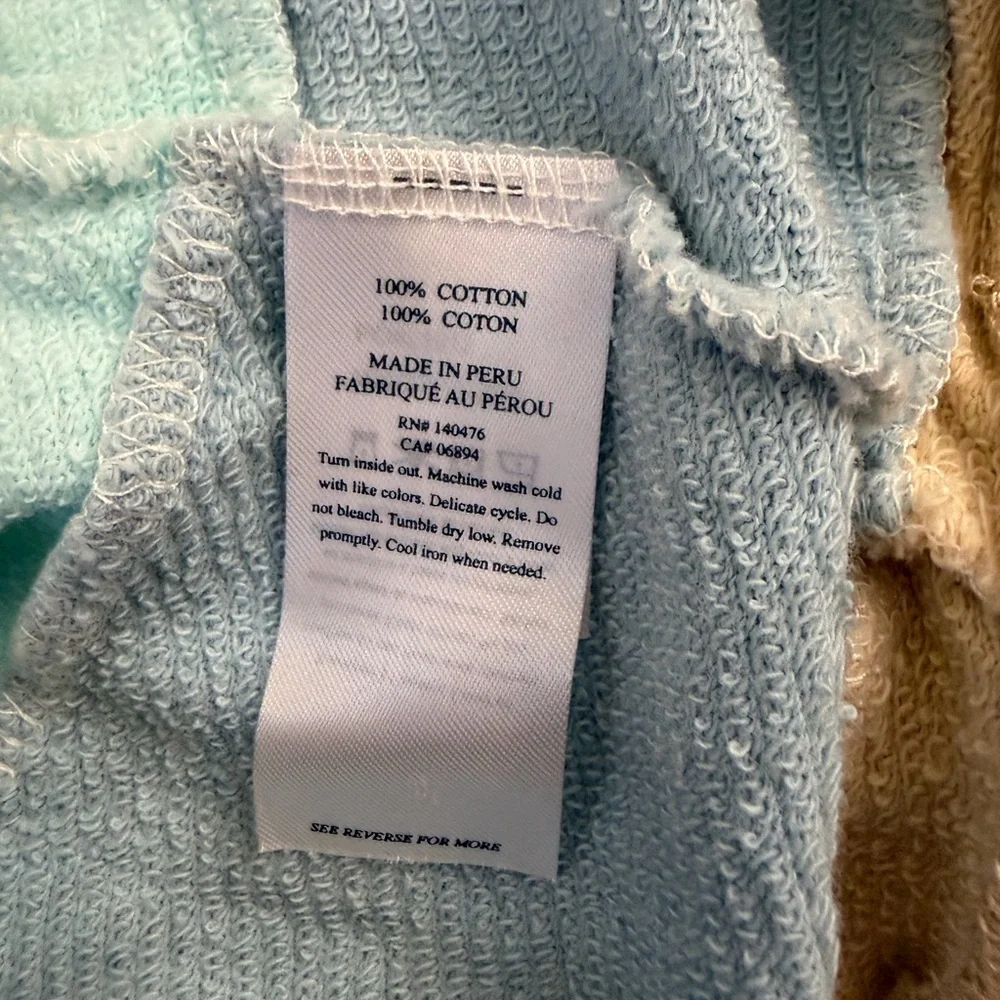 100% COTTON
100% COTON
MADE IN PERU
FABRIQUÉ AU PÉROU
RN# 140476
CA# 06894
Turn inside out. Machine wash cold
with like colors. Delicate cycle. Do
not bleach. Tumble dry low. Remove
promptly. Cool iron when needed.
SEE REVERSE FOR MORE